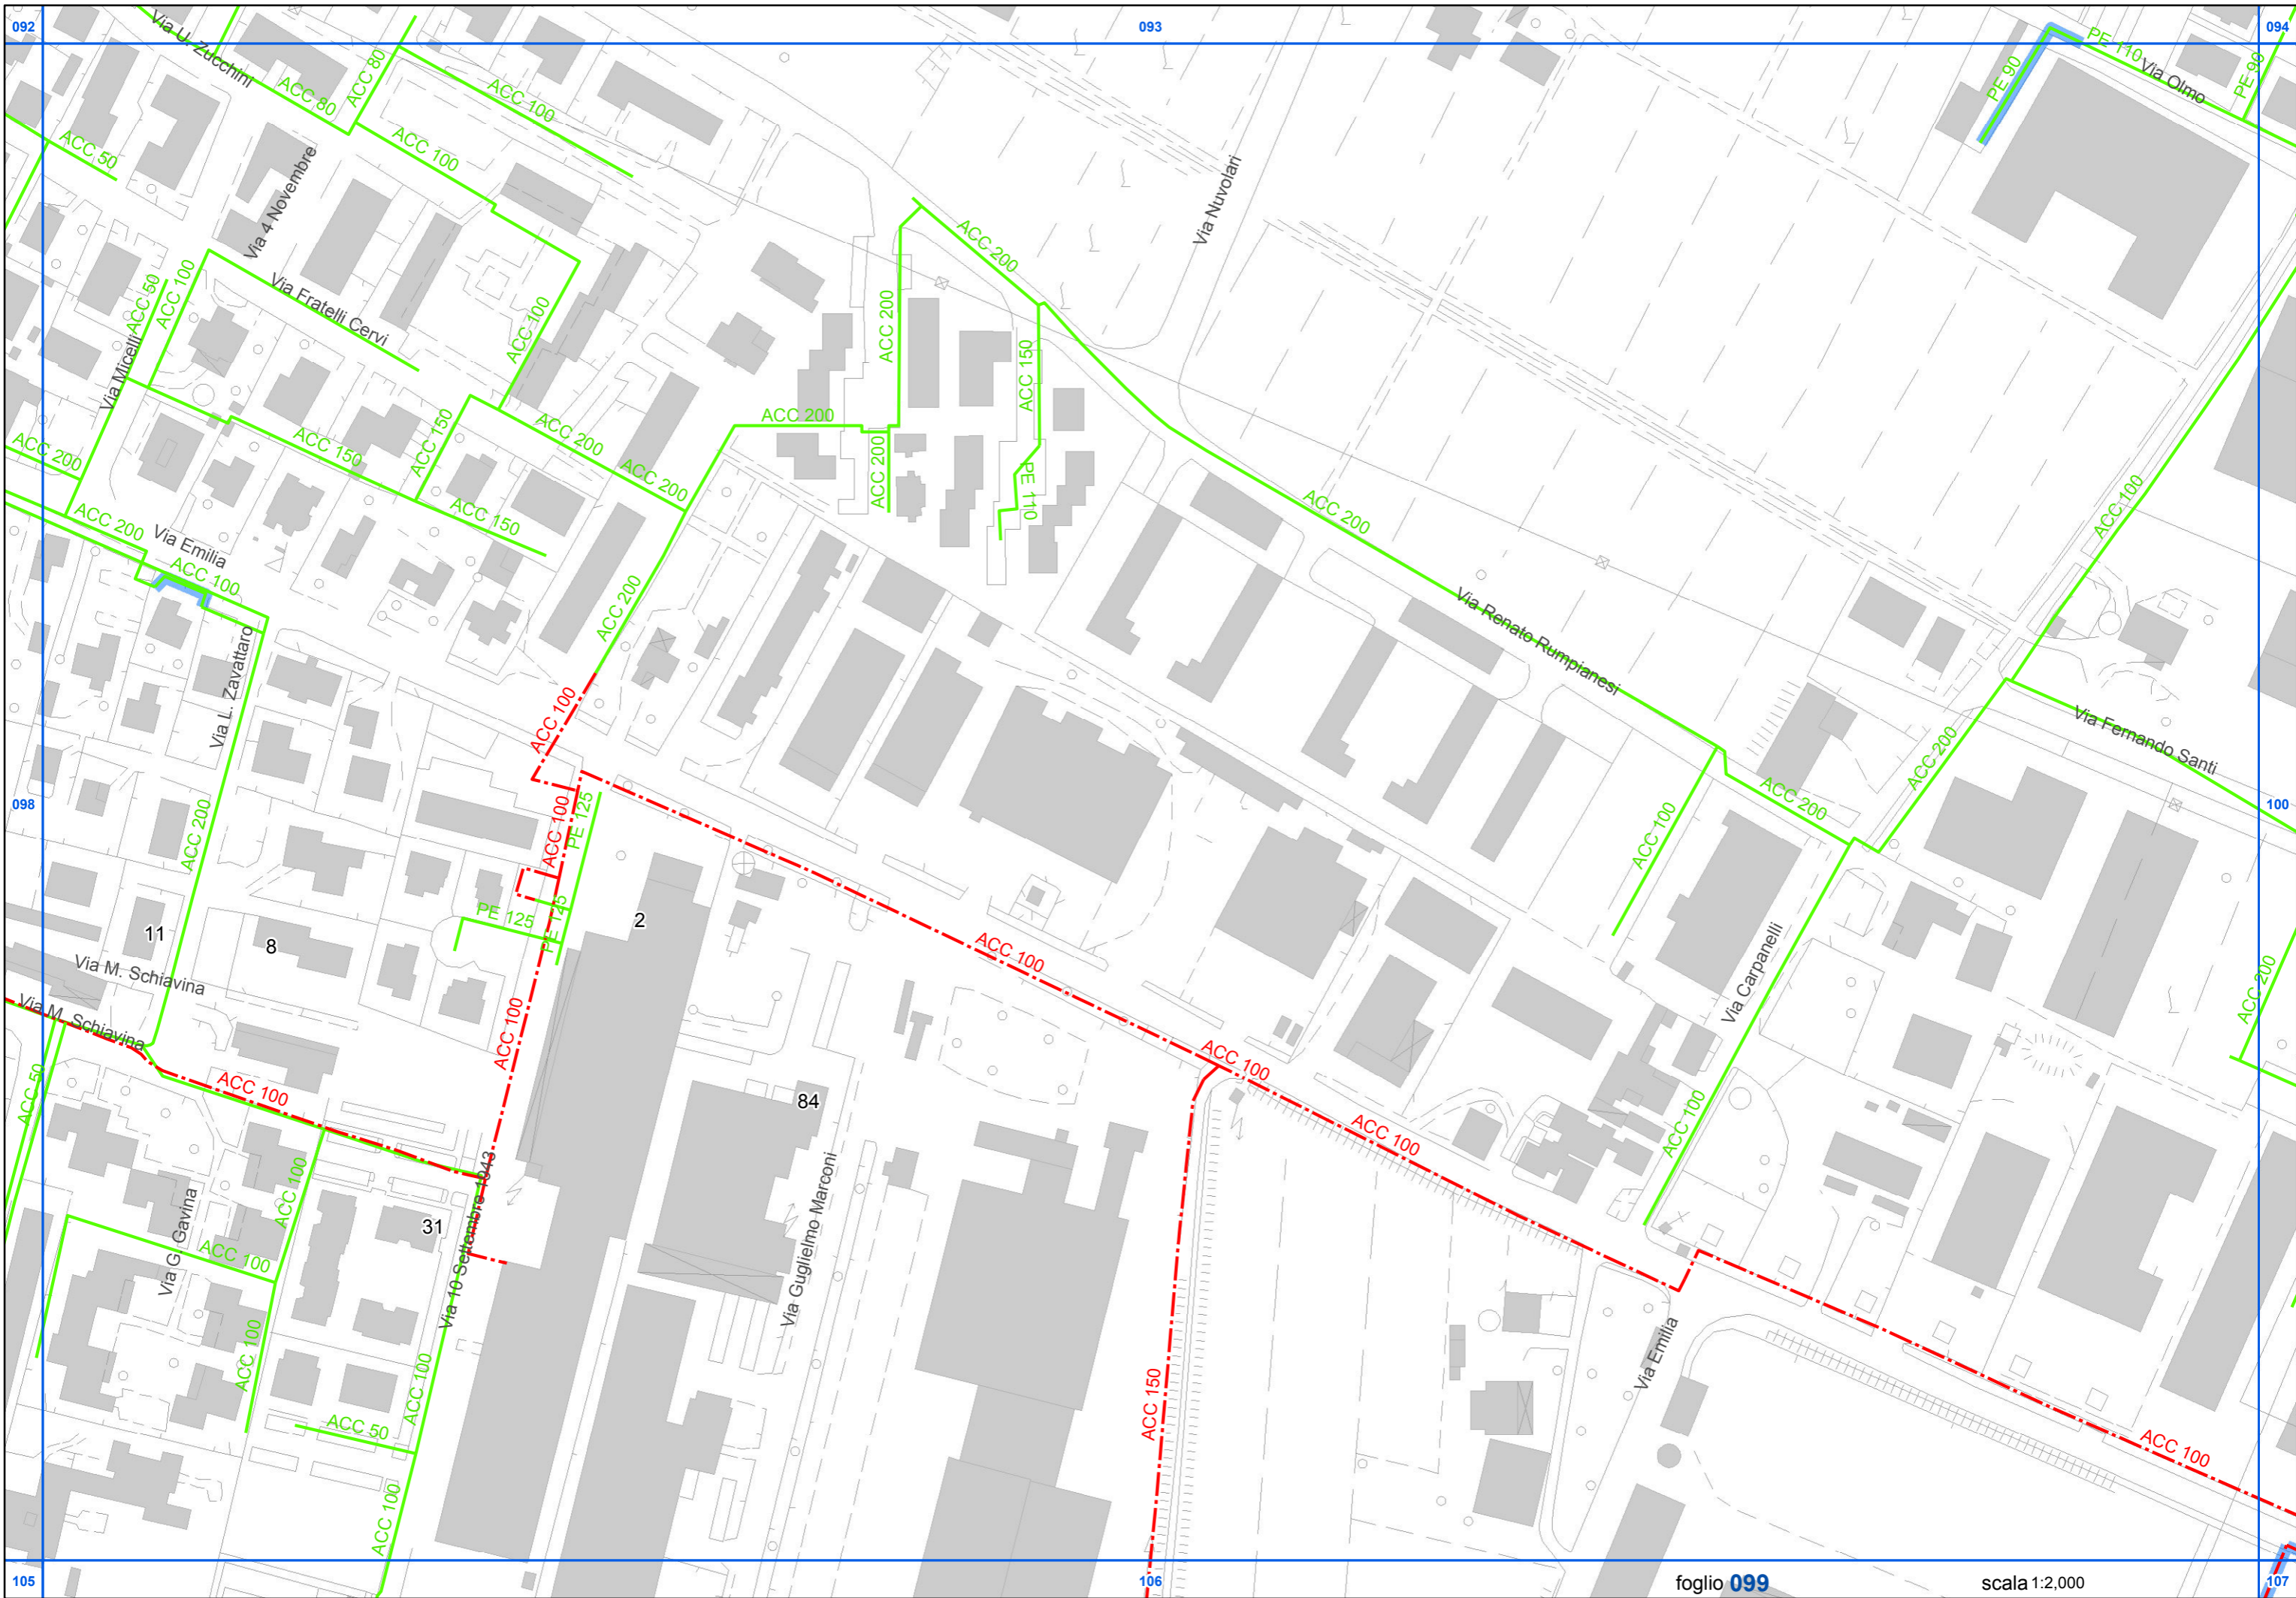 092
093
094
Via U. Zucchini
ACC 80
ACC 80
ACC 100
PE 110
PE 90
Via Olmo
PE 90
ACC 50
ACC 100
Via 4 Novembre
Via Nuvolari
ACC 200
ACC 50
ACC 100
Via Fratelli Cervi
ACC 100
ACC 200
ACC 150
Via Micelli
ACC 200
ACC 150
ACC 150
ACC 200
ACC 200
ACC 200
ACC 200
PE 110
ACC 100
ACC 200
ACC 150
ACC 200
Via Emilia
ACC 100
ACC 200
Via Renato Rumpianesi
Via L. Zavattaro
ACC 100
Via Fernando Santi
ACC 200
098
ACC 200
ACC 100
PE 125
ACC 200
ACC 100
100
11
8
PE 125
PE 125
2
ACC 100
Via Carpanelli
ACC 200
Via M. Schiavina
Via M. Schiavina
ACC 100
ACC 100
ACC 50
ACC 100
84
ACC 100
ACC 100
ACC 100
31
Via G. Gavina
ACC 100
Via 10 Settembre 1943
Via Guglielmo Marconi
ACC 100
ACC 100
ACC 150
Via Emilia
ACC 50
ACC 100
ACC 100
105
106
foglio 099
scala 1:2,000
107